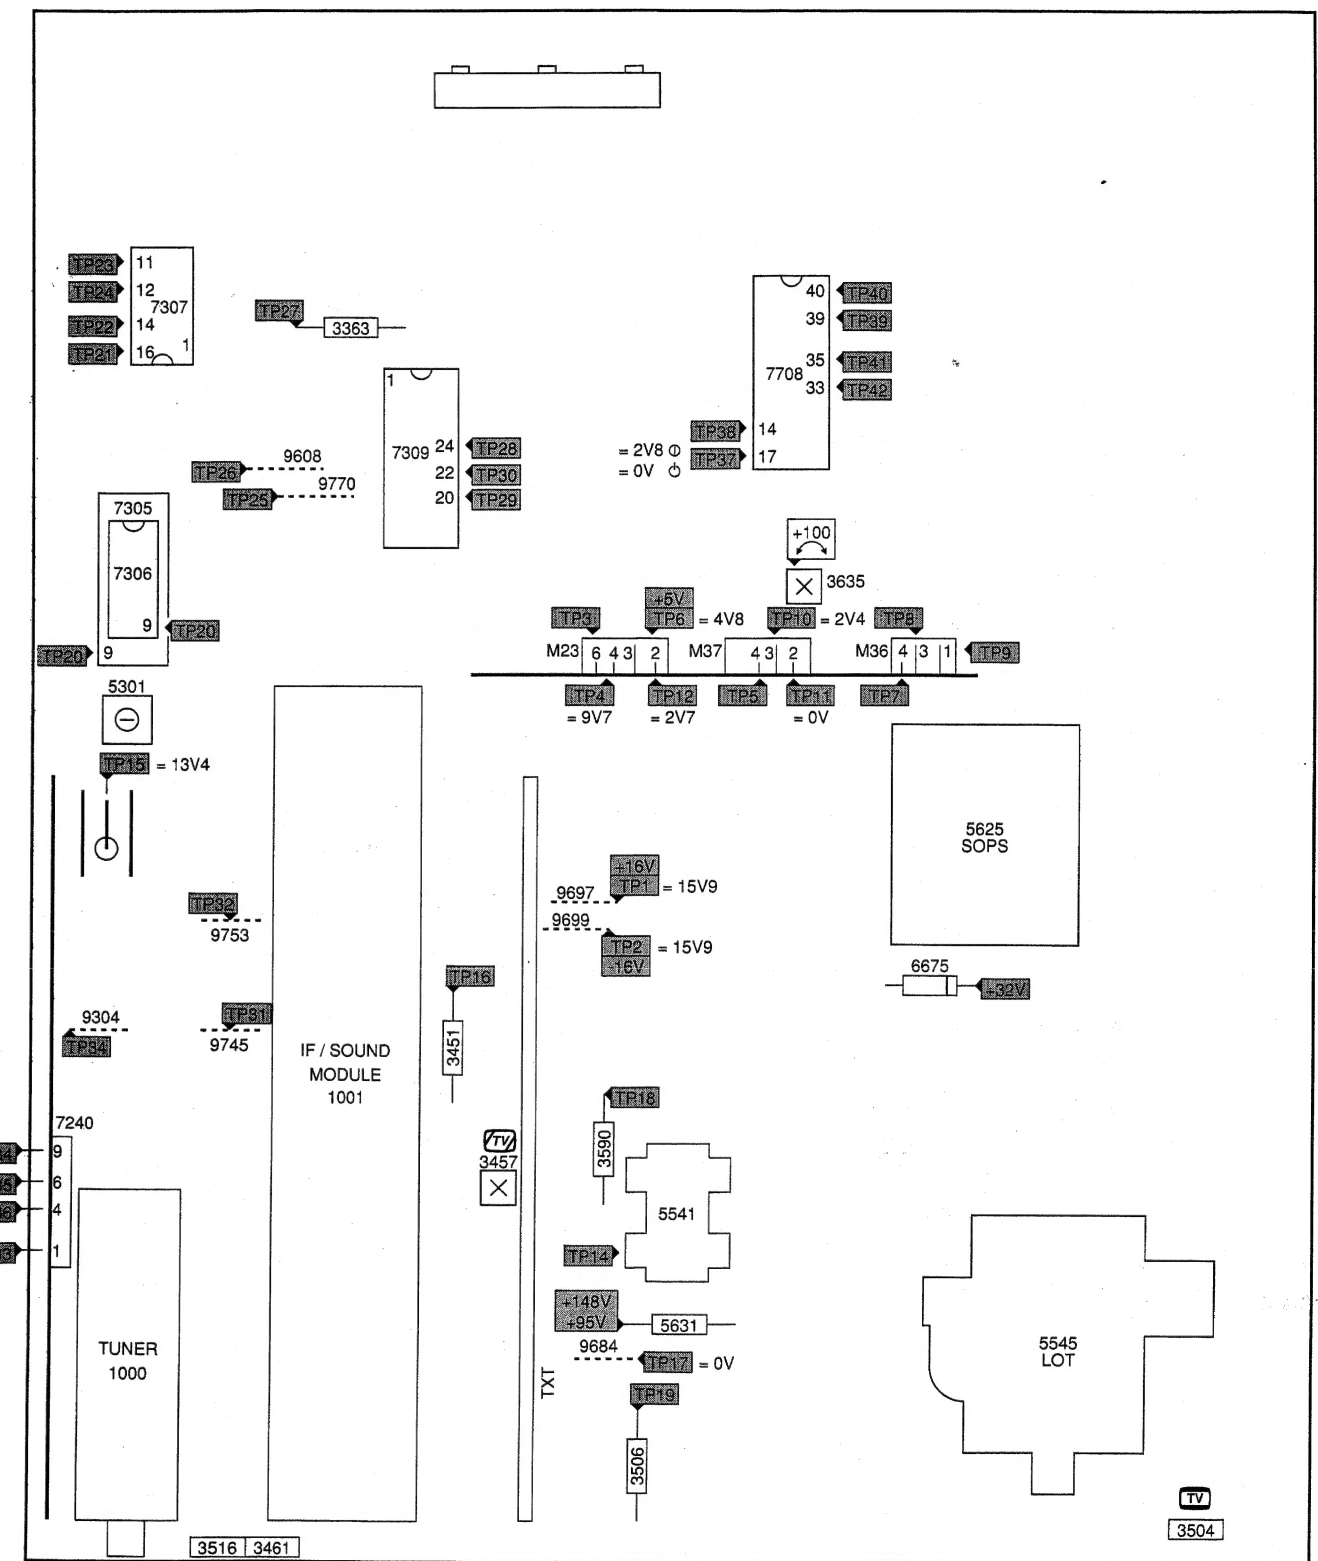 TP23 11
TP24 12
7307
TP22 14
1
TP21 16
TP27
3363
40 TP40
39 TP39
35 TP41
7708
33 TP42
TP38 14
= 2V8
TP37 17
= 0V
1
7309
24 TP28
22 TP30
20 TP29
9608
TP26
9770
TP25
7305
7306
9 TP20
TP20 9
+100
3635
+5V
TP3
TP6 = 4V8
TP10 = 2V4
TP8
M23 6 4 3 2
M37 4 3 2
M36 4 3 1
TP9
TP4
= 9V7
TP12
= 2V7
TP5
TP11
= 0V
TP7
5301
TP15 = 13V4
5625
SOPS
+16V
TP1 = 15V9
9697
9699
TP2 = 15V9
-16V
TP32
9753
TP16
3451
6675
+32V
9304
TP34
TP31
9745
IF / SOUND
MODULE
1001
TP18
3590
7240
9
6
4
1
TV
3457
5541
TP14
+148V
+95V
5631
9684
TP17 = 0V
TP19
3506
TXT
TUNER
1000
5545
LOT
TV
3504
3516 3461